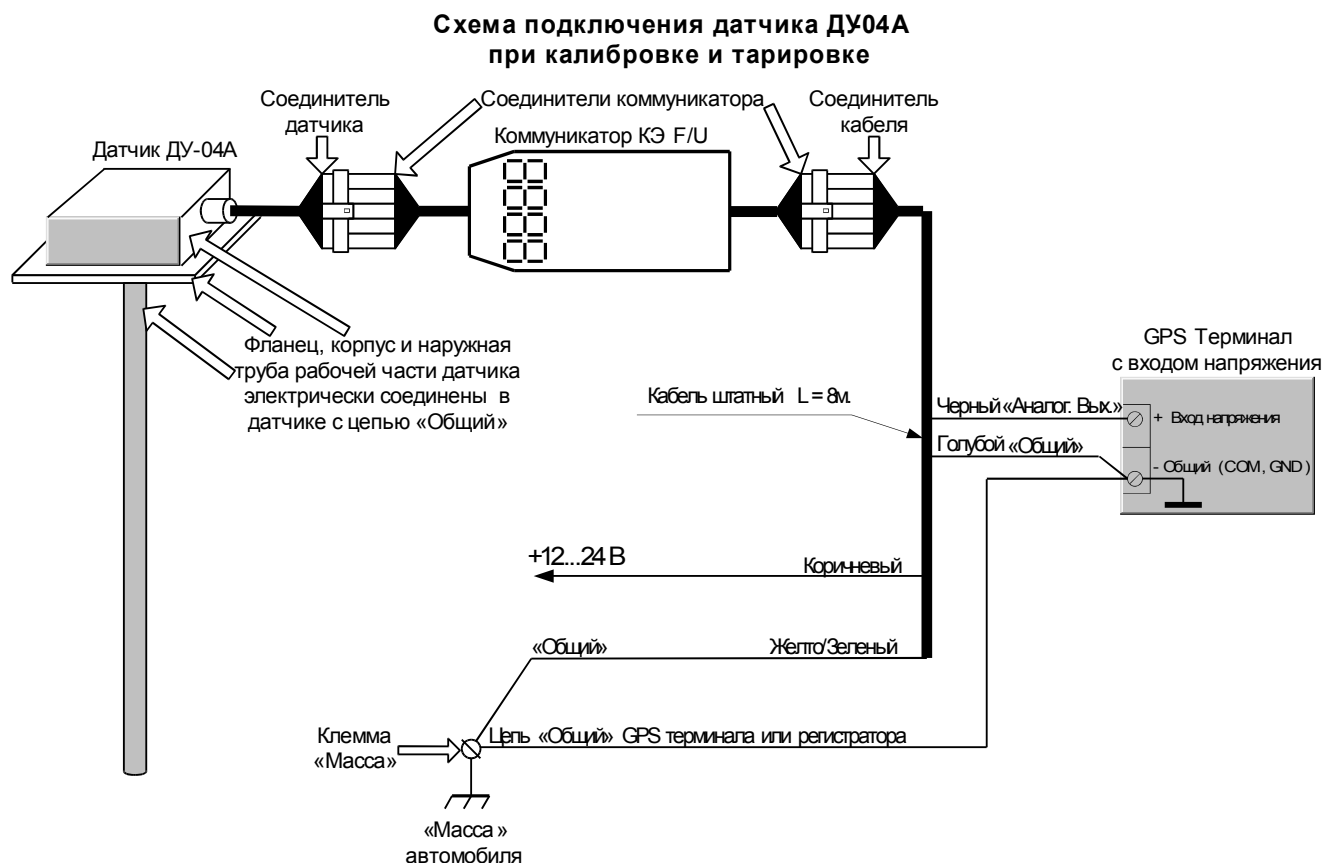 Схема подключения датчика ДУ04А
при калибровке и тарировке
Соединитель
датчика
Соединители коммуникатора
Соединитель
кабеля
Датчик ДУ-04А
Коммуникатор КЭ F/U
Фланец, корпус и наружная
труба рабочей части датчика
электрически соединены в
датчике с цепью «Общий»
GPS Терминал
с входом напряжения
Кабель штатный L = 8м.
Черный «Аналог. Вых.»
+ Вход напряжения
Голубой «Общий»
- Общий (COM, GND)
+12...24 В
Коричневый
«Общий»
Желто/Зеленый
Клемма
«Масса»
Цепь «Общий» GPS терминала или регистратора
«Масса»
автомобиля